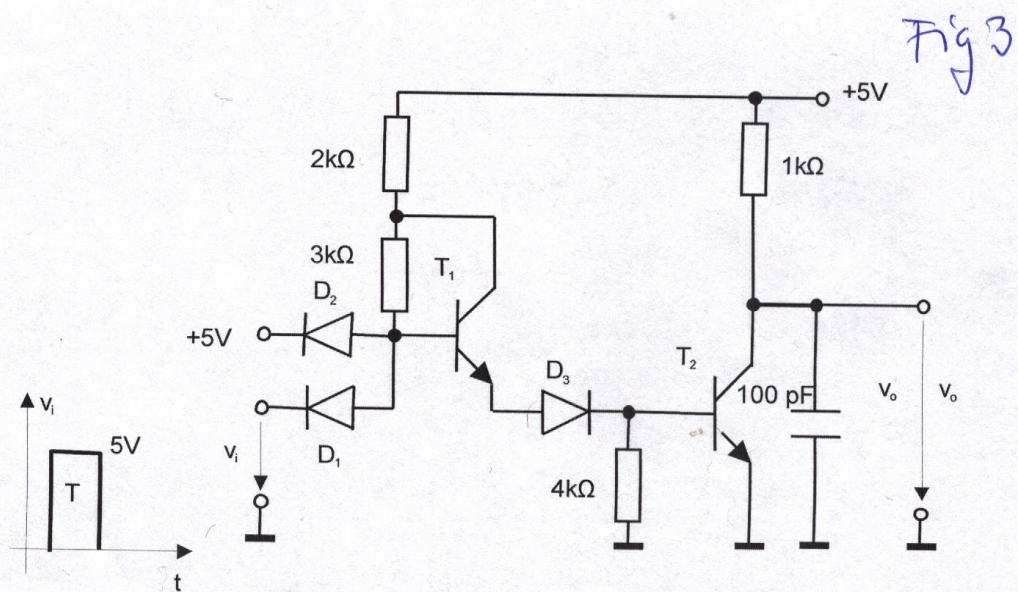 Fig 3
+5V
2kΩ
1kΩ
3kΩ
T₁
D₂
+5V
D₃
T₂
100 pF
vₒ
vₒ
vᵢ
5V
T
t
vᵢ
D₁
4kΩ